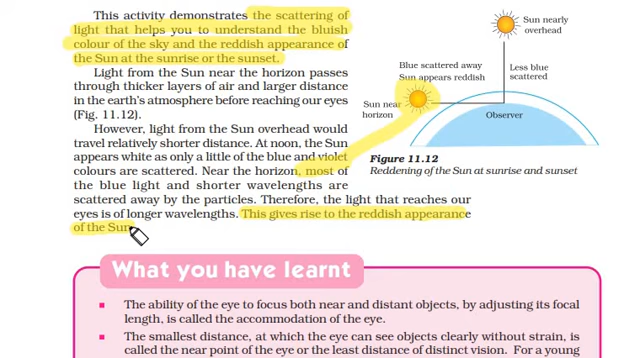 This activity demonstrates the scattering of
light that helps you to understand the bluish
colour of the sky and the reddish appearance of
the Sun at the sunrise or the sunset.
Light from the Sun near the horizon passes
through thicker layers of air and larger distance
in the earth's atmosphere before reaching our eyes
(Fig. 11.12).
However, light from the Sun overhead would
travel relatively shorter distance. At noon, the Sun
appears white as only a little of the blue and violet
colours are scattered. Near the horizon, most of
the blue light and shorter wavelengths are
scattered away by the particles. Therefore, the light that reaches our
eyes is of longer wavelengths. This gives rise to the reddish appearance
of the Sun.
Sun nearly
overhead
Blue scattered away
Sun appears reddish
Less blue
scattered
Sun near
horizon
Observer
Figure 11.12
Reddening of the Sun at sunrise and sunset
What you have learnt
The ability of the eye to focus both near and distant objects, by adjusting its focal
length, is called the accommodation of the eye.
The smallest distance, at which the eye can see objects clearly without strain, is
called the near point of the eye or the least distance of distinct vision. For a young